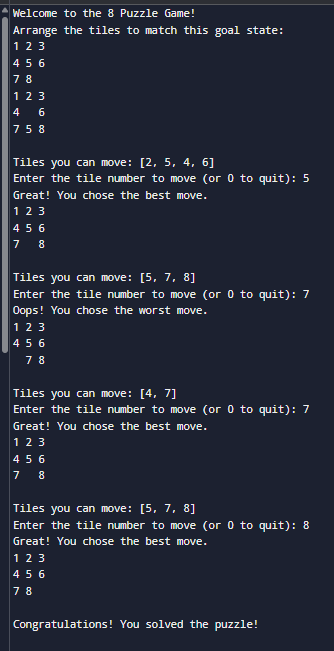 Welcome to the 8 Puzzle Game!
Arrange the tiles to match this goal state:
1 2 3
4 5 6
7 8
1 2 3
4   6
7 5 8

Tiles you can move: [2, 5, 4, 6]
Enter the tile number to move (or 0 to quit): 5
Great! You chose the best move.
1 2 3
4 5 6
7   8

Tiles you can move: [5, 7, 8]
Enter the tile number to move (or 0 to quit): 7
Oops! You chose the worst move.
1 2 3
4 5 6
  7 8

Tiles you can move: [4, 7]
Enter the tile number to move (or 0 to quit): 7
Great! You chose the best move.
1 2 3
4 5 6
7   8

Tiles you can move: [5, 7, 8]
Enter the tile number to move (or 0 to quit): 8
Great! You chose the best move.
1 2 3
4 5 6
7 8

Congratulations! You solved the puzzle!